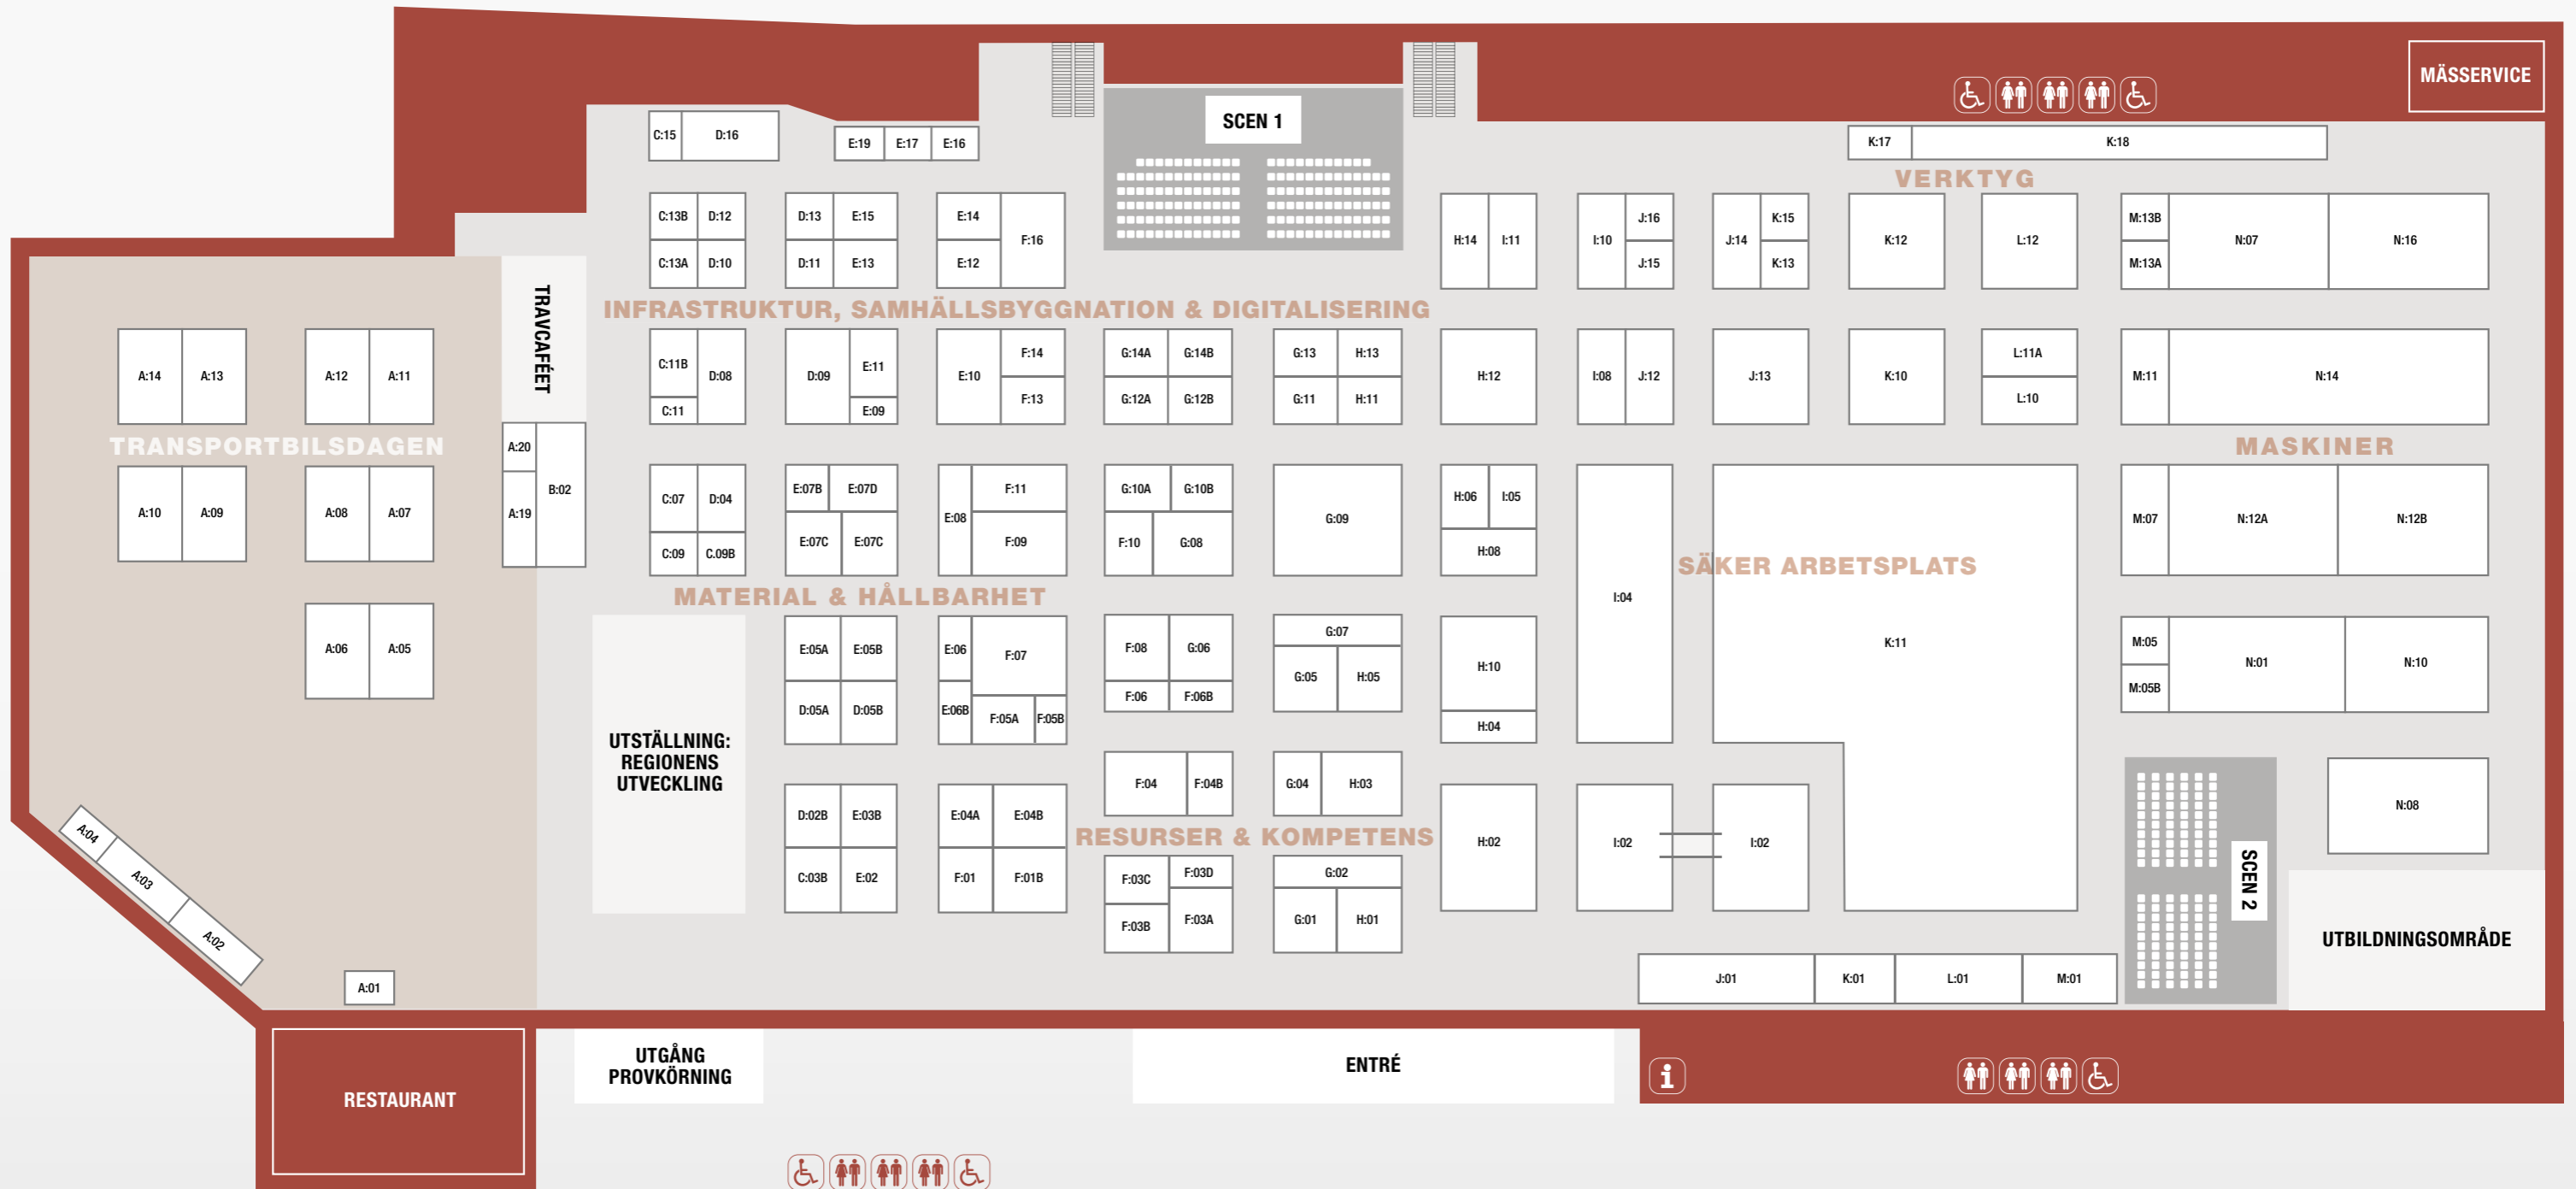 MÄSSERVICE
SCEN 1
C:15
D:16
E:19
E:17
E:16
K:17
K:18
VERKTYG
C:13B
D:12
D:13
E:15
E:14
F:16
H:14
I:11
I:10
J:16
J:14
K:15
K:12
L:12
M:13B
N:07
N:16
C:13A
D:10
D:11
E:13
E:12
J:15
K:13
M:13A
INFRASTRUKTUR, SAMHÄLLSBYGGNATION & DIGITALISERING
TRAVCAFÉET
A:14
A:13
A:12
A:11
C:11B
D:08
D:09
E:11
E:10
F:14
G:14A
G:14B
G:13
H:13
H:12
I:08
J:12
J:13
K:10
L:11A
M:11
N:14
C:11
E:09
F:13
G:12A
G:12B
G:11
H:11
L:10
TRANSPORTBILSDAGEN
MASKINER
A:20
B:02
A:19
A:10
A:09
A:08
A:07
C:07
D:04
E:07B
E:07D
E:08
F:11
G:10A
G:10B
G:09
H:06
I:05
M:07
N:12A
N:12B
C:09
C.09B
E:07C
E:07C
F:09
F:10
G:08
H:08
SÄKER ARBETSPLATS
I:04
K:11
MATERIAL & HÅLLBARHET
A:06
A:05
E:05A
E:05B
E:06
F:07
F:08
G:06
G:07
G:05
H:05
H:10
M:05
N:01
N:10
D:05A
D:05B
E:06B
F:05A
F:05B
F:06
F:06B
H:04
M:05B
UTSTÄLLNING:
REGIONENS
UTVECKLING
F:04
F:04B
G:04
H:03
N:08
A:04
A:03
A:02
D:02B
E:03B
E:04A
E:04B
RESURSER & KOMPETENS
H:02
I:02
I:02
C:03B
E:02
F:01
F:01B
F:03C
F:03D
G:02
F:03B
F:03A
G:01
H:01
SCEN 2
UTBILDNINGSOMRÅDE
A:01
J:01
K:01
L:01
M:01
RESTAURANT
UTGÅNG
PROVKÖRNING
ENTRÉ
i